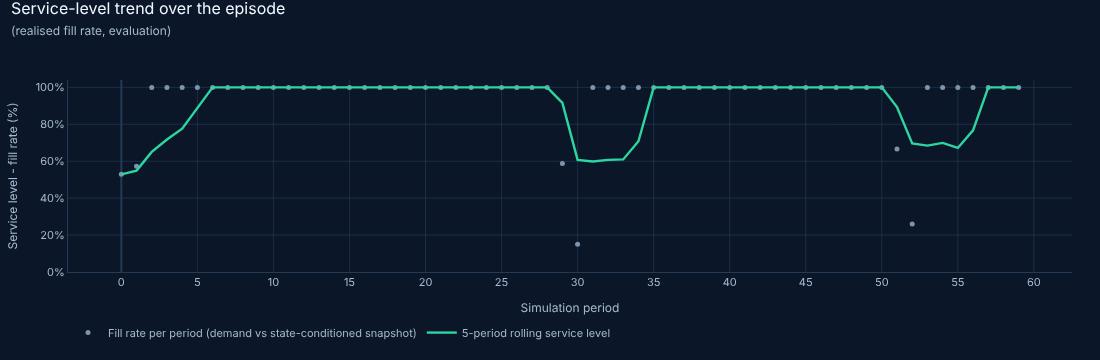 Service-level trend over the episode
(realised fill rate, evaluation)
Service level - fill rate (%)
100%
80%
60%
40%
20%
0%
0 5 10 15 20 25 30 35 40 45 50 55 60
Simulation period
Fill rate per period (demand vs state-conditioned snapshot) 5-period rolling service level